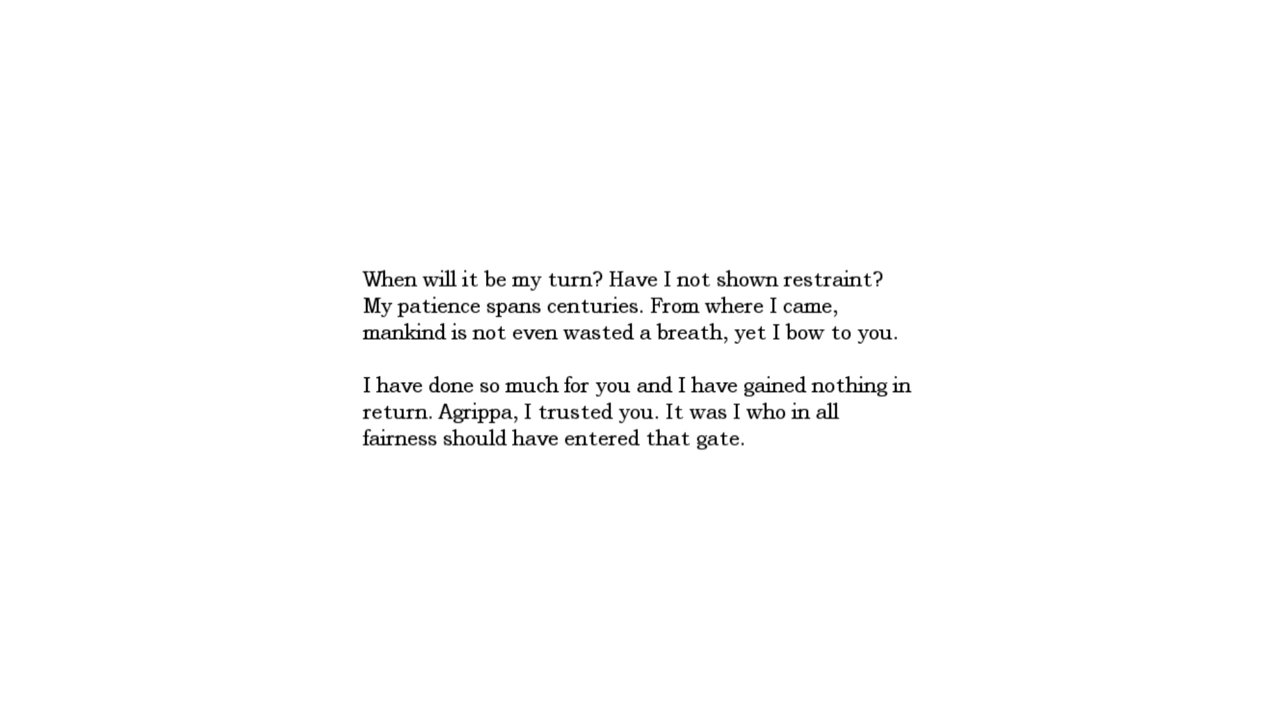 When will it be my turn? Have I not shown restraint?
My patience spans centuries. From where I came,
mankind is not even wasted a breath, yet I bow to you.
I have done so much for you and I have gained nothing in
return. Agrippa, I trusted you. It was I who in all
fairness should have entered that gate.